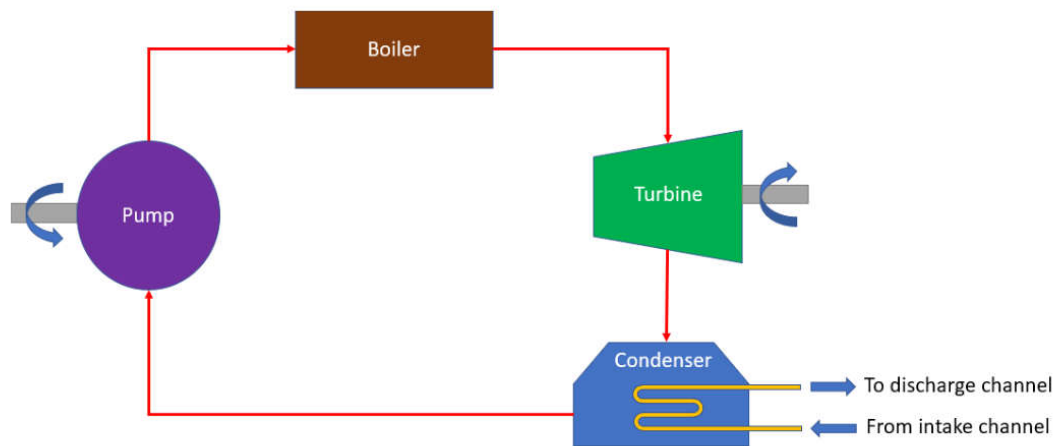 Boiler
Pump
Turbine
Condenser
To discharge channel
From intake channel